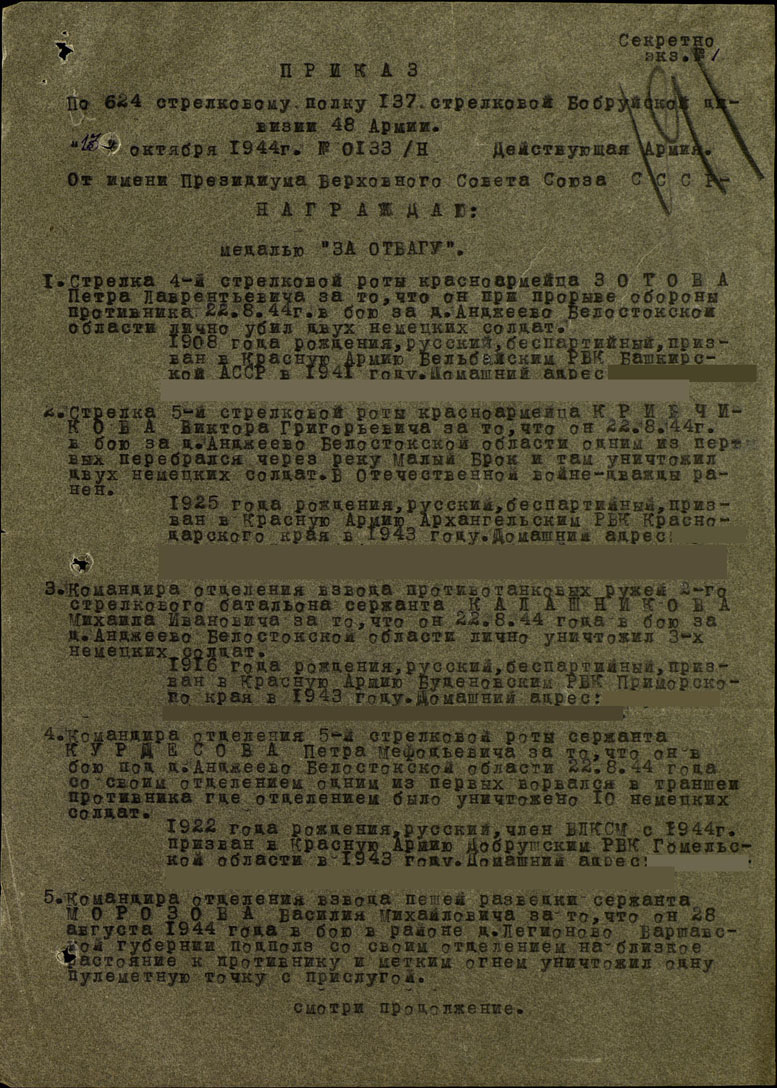 Секретно
экз.№ 1
191
ПРИКАЗ
По 624 стрелковому полку 137 стрелковой Бобруйской ди-
визии 48 Армии.
"13" октября 1944г. № 0133/Н Действующая Армия.
От имени Президиума Верховного Совета Союза СССР-
НАГРАЖДАЮ:
медалью "ЗА ОТВАГУ".
1.Стрелка 4-й стрелковой роты красноармейца ЗОТОВА
Петра Лаврентьевича за то,что он при прорыве обороны
противника 22.8.44г.в бою за д.Анджеево Белостокской
области лично убил двух немецких солдат.
1908 года рождения,русский,беспартийный,приз-
ван в Красную Армию Бельбайским РВК Башкирс-
кой АССР в 1941 году.Домашний адрес
2.Стрелка 5-й стрелковой роты красноармейца КРИВЧИ-
КОВА Виктора Григорьевича за то,что он 22.8.44г.
в бою за д.Анджеево Белостокской области одним из перв
вых перебрался через реку Малый Брок и там уничтожил
двух немецких солдат.В Отечественной войне-дважды ра-
нен.
1925 года рождения,русский,беспартийный,приз-
ван в Красную Армию Архангельским РВК Красно-
дарского края в 1943 году.Домашний адрес:
3.Командира отделения взвода противотанковых ружей 2-го
стрелкового батальона сержанта КАЛАШНИКОВА
Михаила Ивановича за то,что он 22.8.44 года в бою за
д.Анджеево Белостокской области лично уничтожил 3-х
немецких солдат.
1916 года рождения,русский,беспартийный,приз-
ван в Красную Армию Буденовским РВК Приморско-
го края в 1943 году.Домашний адрес:
4.Командира отделения 5-й стрелковой роты сержанта
КУРДЕСОВА Петра Мефодьевича за то,что он в
бою под д.Анджеево Белостокской области 22.8.44 года
со своим отделением одним из первых ворвался в траншеи
противника где отделением было уничтожено 10 немецких
солдат.
1922 года рождения,русский,член ВЛКСМ с 1944г.
призван в Красную Армию Добрушским РВК Гомельс-
кой области в 1943 году.Домашний адрес:
5.Командира отделения взвода пешей разведки сержанта
МОРОЗОВА Василия Михайловича за то,что он 28
августа 1944 года в бою в районе д.Легионово Варшавс-
кой губернии подполз со своим отделением на близкое
растояние к противнику и метким огнем уничтожил одну
пулеметную точку с прислугой.
смотри продолжение.